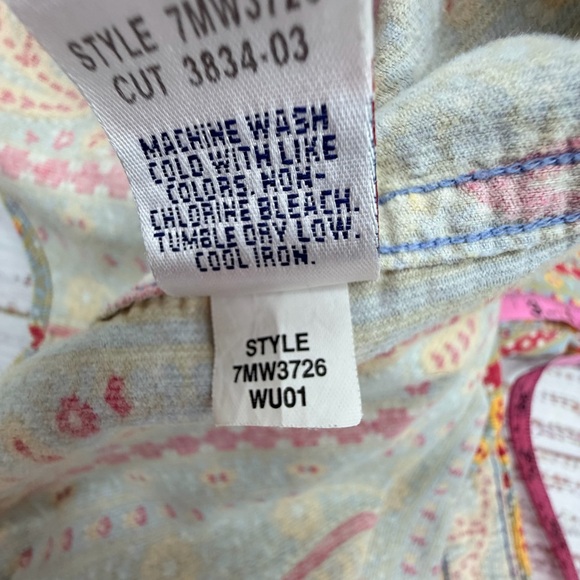 STYLE 7MW3726
CUT 3834-03
MACHINE WASH
COLD WITH LIKE
COLORS. NON-
CHLORINE BLEACH.
TUMBLE DRY LOW.
COOL IRON.
STYLE
7MW3726
WU01